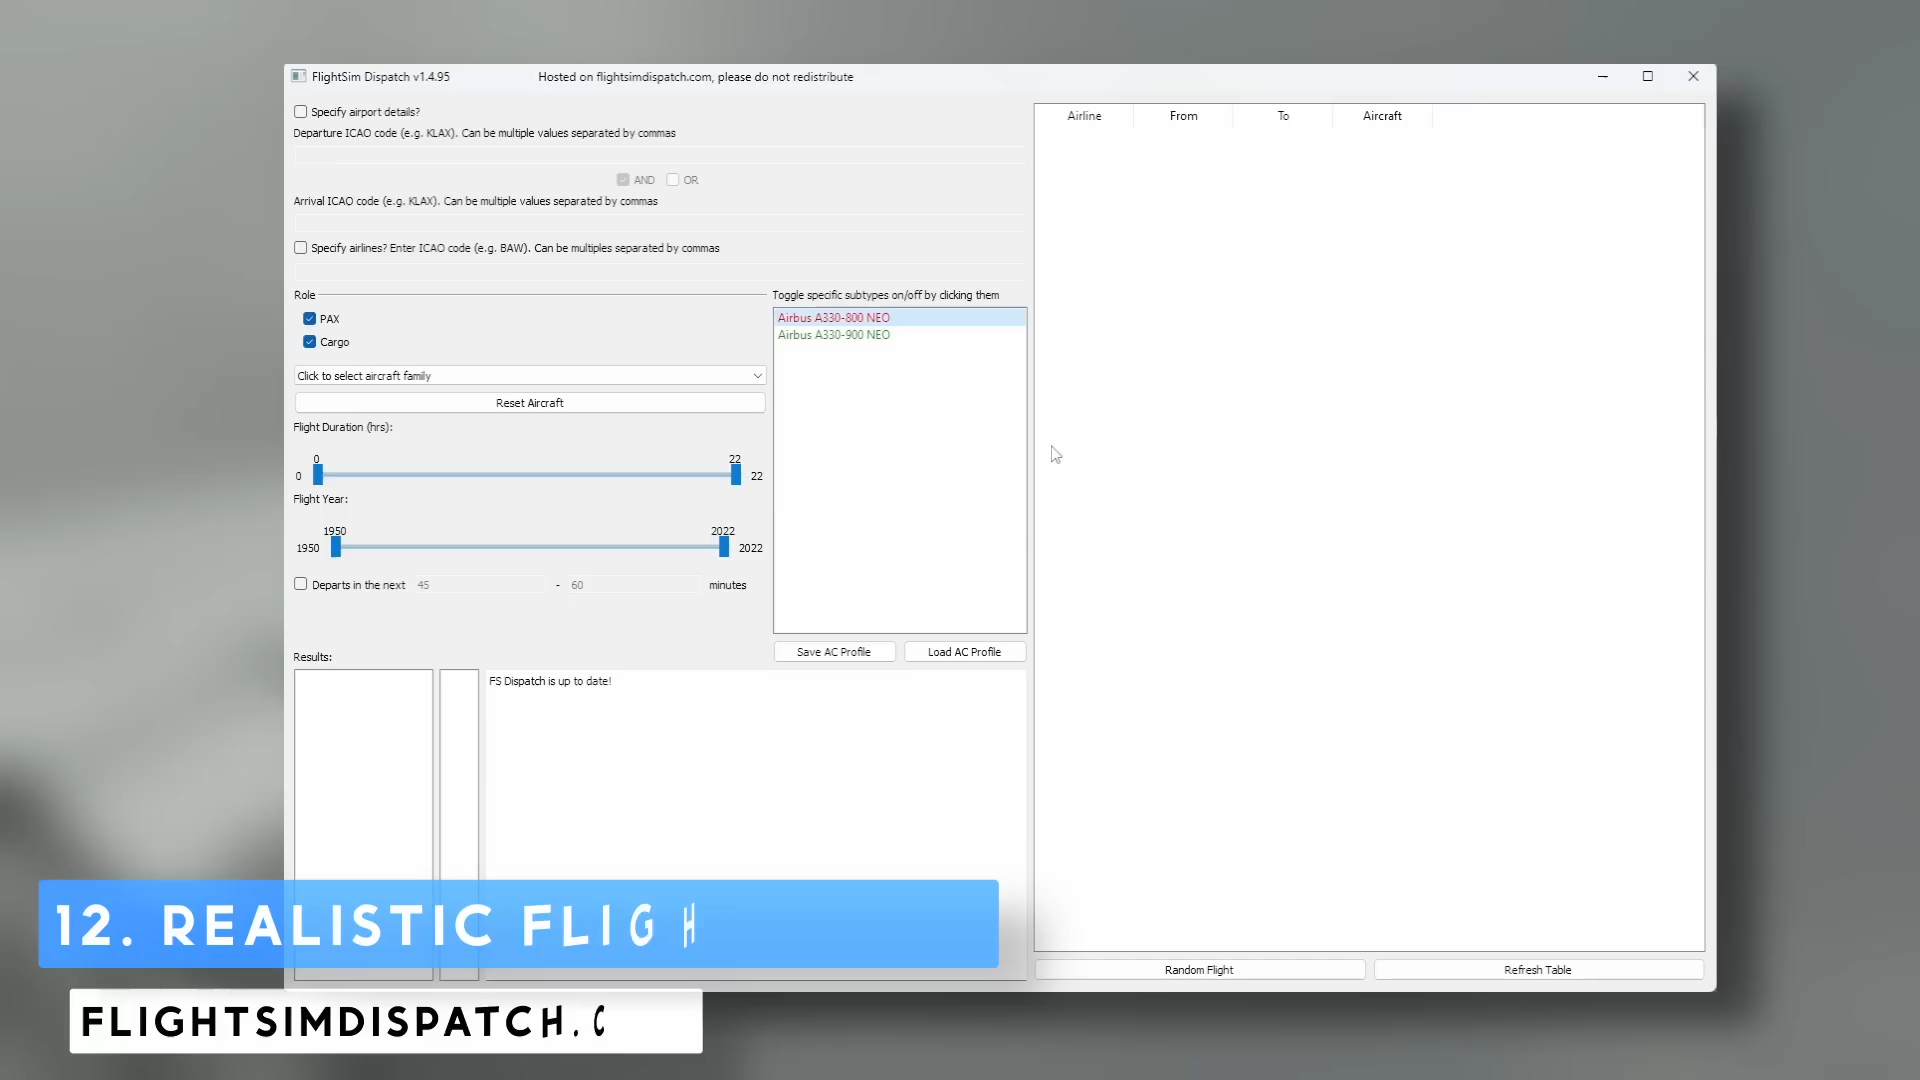 FlightSim Dispatch v1.4.95
Hosted on flightsimdispatch.com, please do not redistribute
Specify airport details?
Departure ICAO code (e.g. KLAX). Can be multiple values separated by commas
AND OR
Arrival ICAO code (e.g. KLAX). Can be multiple values separated by commas
Specify airlines? Enter ICAO code (e.g. BAW). Can be multiples separated by commas
Role
PAX
Cargo
Click to select aircraft family
Reset Aircraft
Flight Duration (hrs):
0 22
0 22
Flight Year:
1950 2022
1950 2022
Departs in the next 45 - 60 minutes
Toggle specific subtypes on/off by clicking them
Airbus A330-800 NEO
Airbus A330-900 NEO
Save AC Profile Load AC Profile
Results:
FS Dispatch is up to date!
Airline From To Aircraft
Random Flight Refresh Table
12. REALISTIC FLIGH
FLIGHTSIMDISPATCH.C